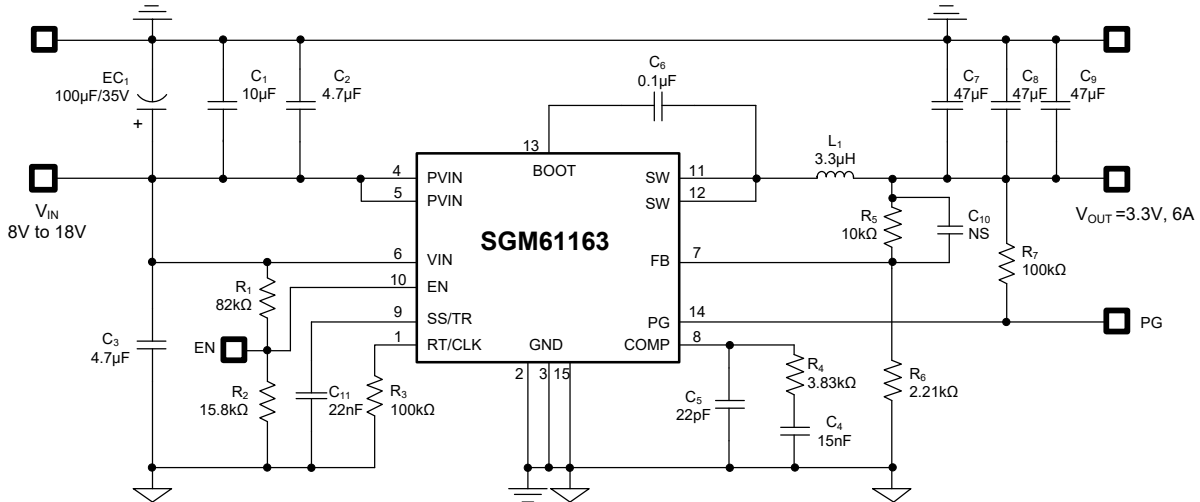 EC1
100µF/35V
+
C1
10µF
C2
4.7µF
C6
0.1µF
C7
47µF
C8
47µF
C9
47µF
VIN
8V to 18V
13
BOOT
4
PVIN
5
PVIN
SW
11
SW
12
L1
3.3µH
VOUT =3.3V, 6A
SGM61163
R5
10kΩ
C10
NS
R7
100kΩ
6
VIN
FB
7
R1
82kΩ
10
EN
9
SS/TR
PG
14
PG
1
RT/CLK
GND
COMP
8
C3
4.7µF
EN
R2
15.8kΩ
C11
22nF
R3
100kΩ
2
3
15
C5
22pF
R4
3.83kΩ
C4
15nF
R6
2.21kΩ